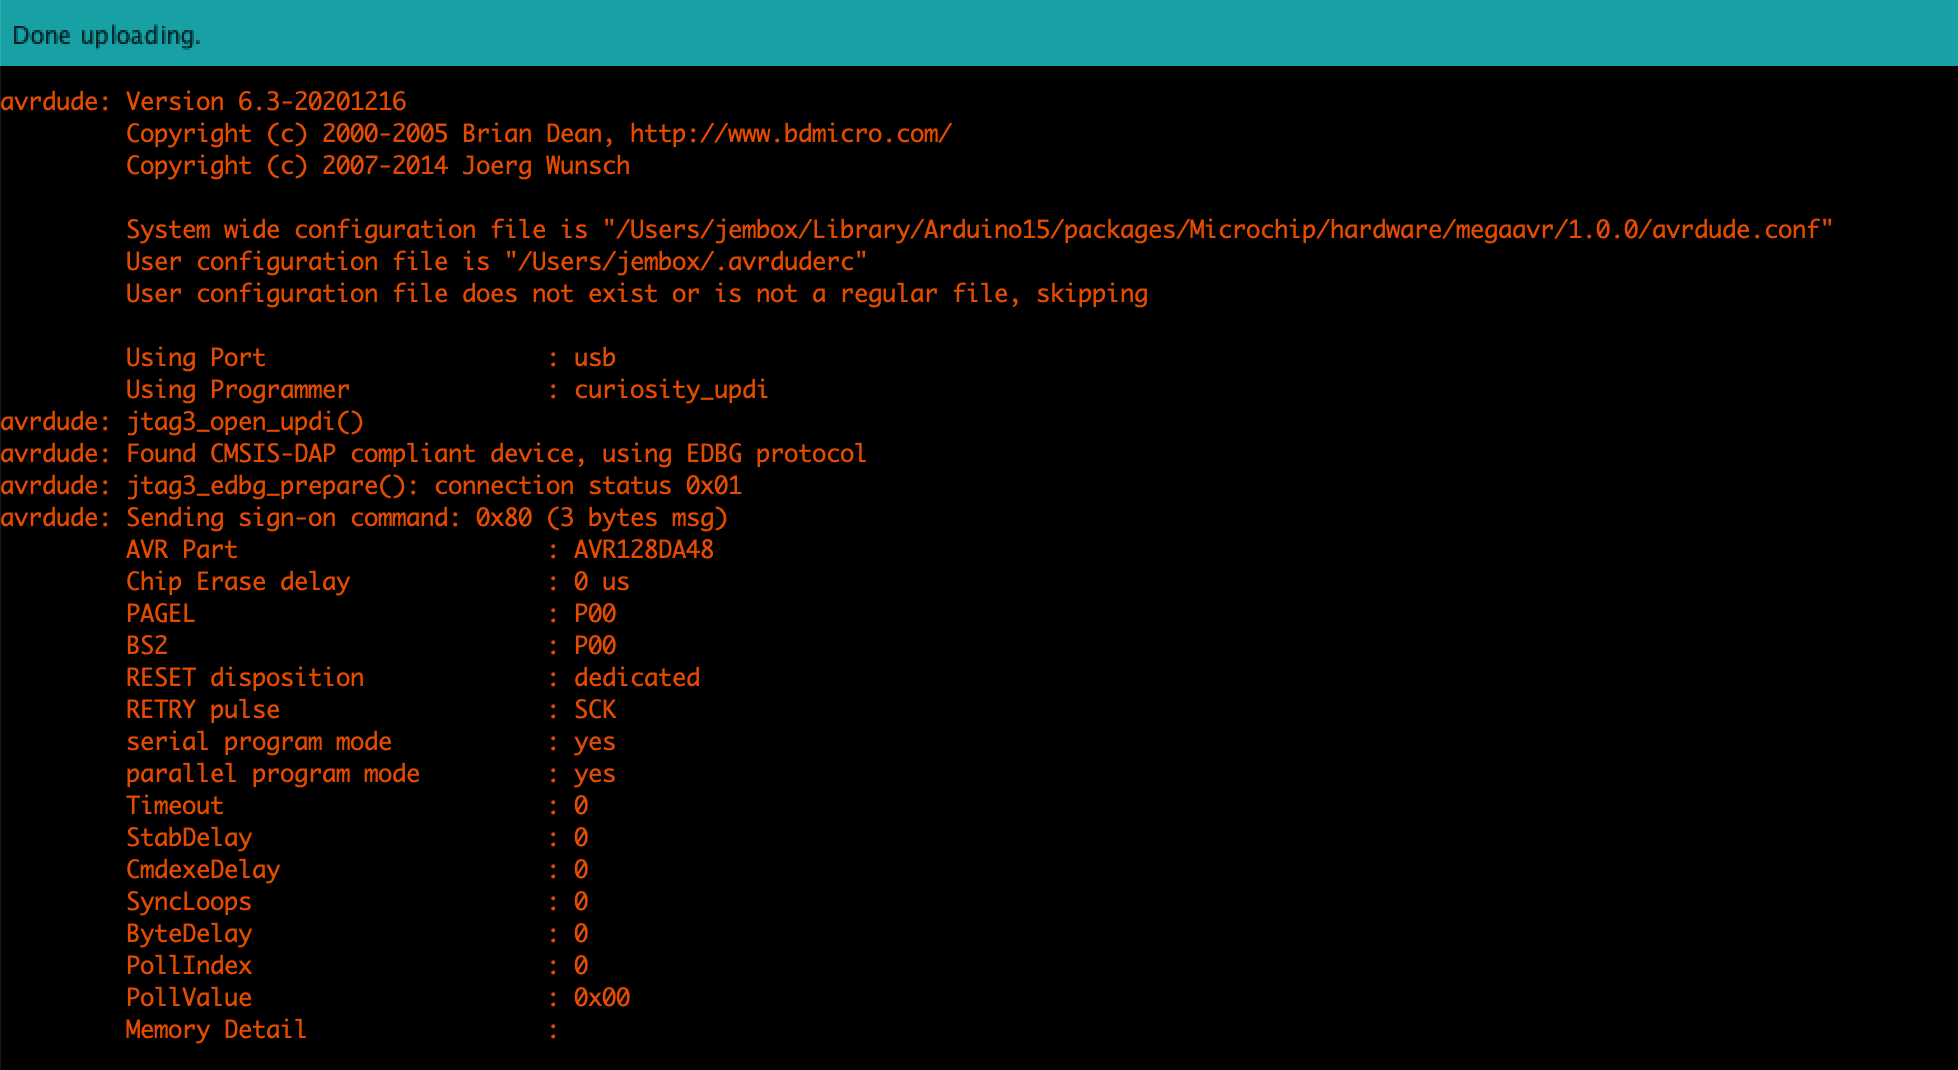 Done uploading.
avrdude: Version 6.3-20201216
Copyright (c) 2000-2005 Brian Dean, http://www.bdmicro.com/
Copyright (c) 2007-2014 Joerg Wunsch
System wide configuration file is "/Users/jembox/Library/Arduino15/packages/Microchip/hardware/megaavr/1.0.0/avrdude.conf"
User configuration file is "/Users/jembox/.avrduderc"
User configuration file does not exist or is not a regular file, skipping
Using Port : usb
Using Programmer : curiosity_updi
avrdude: jtag3_open_updi()
avrdude: Found CMSIS-DAP compliant device, using EDBG protocol
avrdude: jtag3_edbg_prepare(): connection status 0x01
avrdude: Sending sign-on command: 0x80 (3 bytes msg)
AVR Part : AVR128DA48
Chip Erase delay : 0 us
PAGEL : P00
BS2 : P00
RESET disposition : dedicated
RETRY pulse : SCK
serial program mode : yes
parallel program mode : yes
Timeout : 0
StabDelay : 0
CmdexeDelay : 0
SyncLoops : 0
ByteDelay : 0
PollIndex : 0
PollValue : 0x00
Memory Detail :